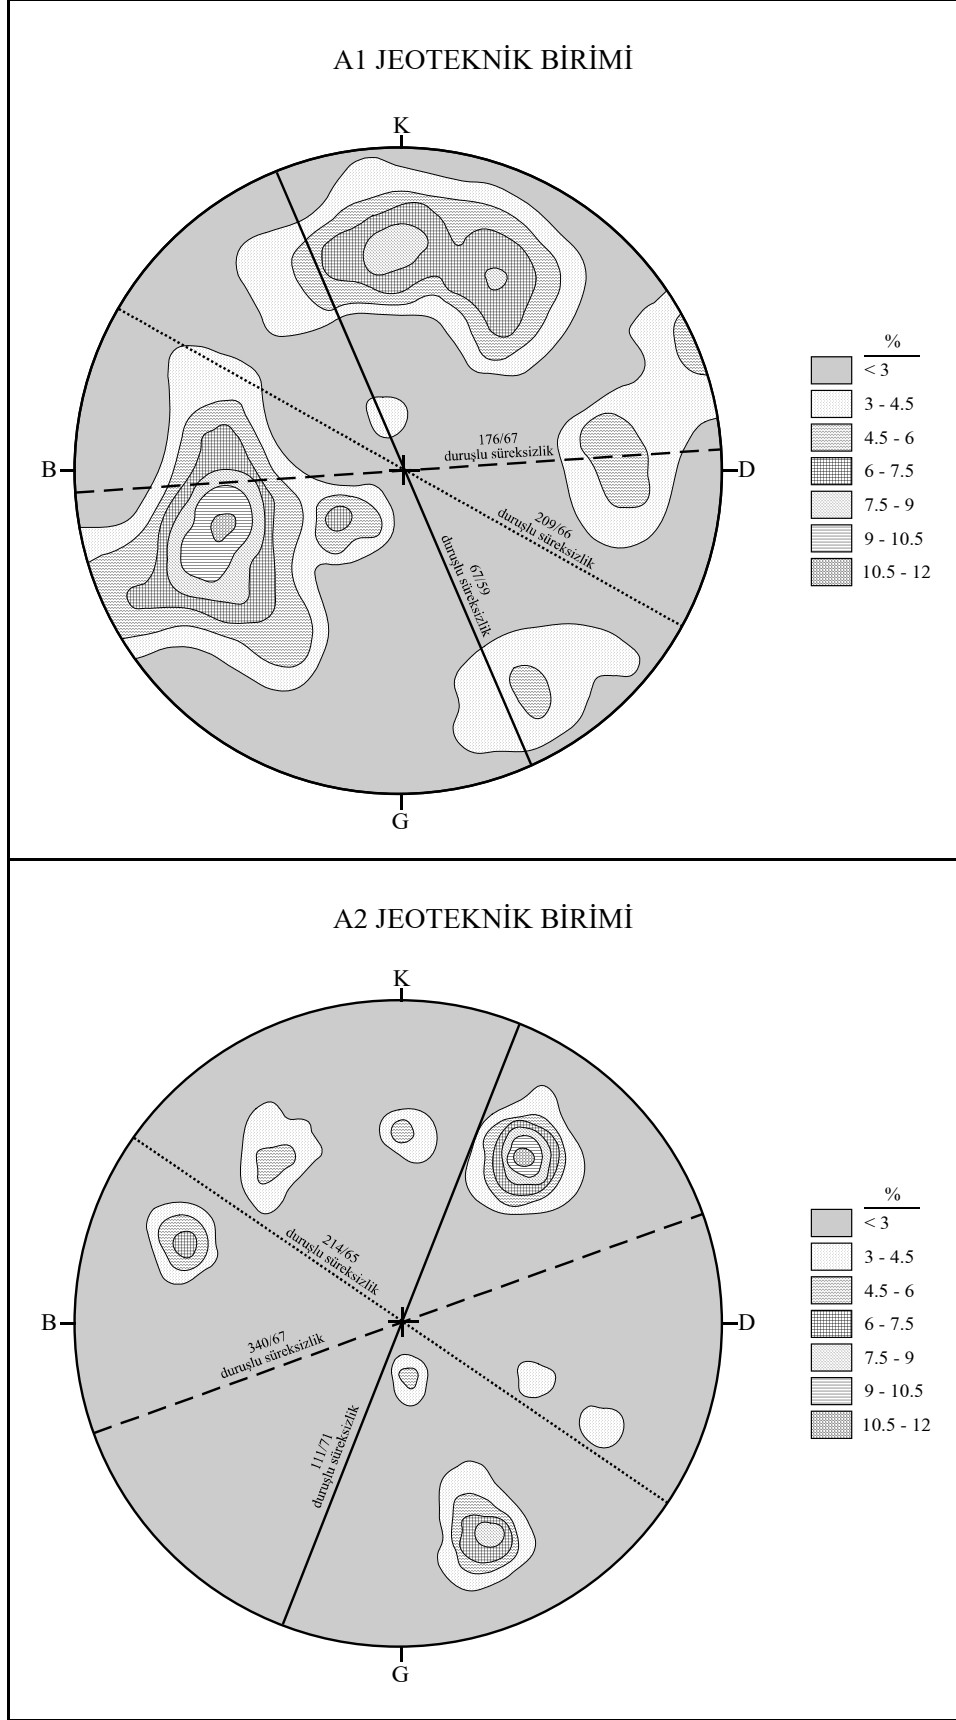 A1 JEOTEKNİK BİRİMİ
K
B
D
G
176/67
duruşlu süreksizlik
209/66
duruşlu süreksizlik
67/59
duruşlu süreksizlik
%
< 3
3 - 4.5
4.5 - 6
6 - 7.5
7.5 - 9
9 - 10.5
10.5 - 12
A2 JEOTEKNİK BİRİMİ
K
B
D
G
214/65
duruşlu süreksizlik
340/67
duruşlu süreksizlik
111/71
duruşlu süreksizlik
%
< 3
3 - 4.5
4.5 - 6
6 - 7.5
7.5 - 9
9 - 10.5
10.5 - 12